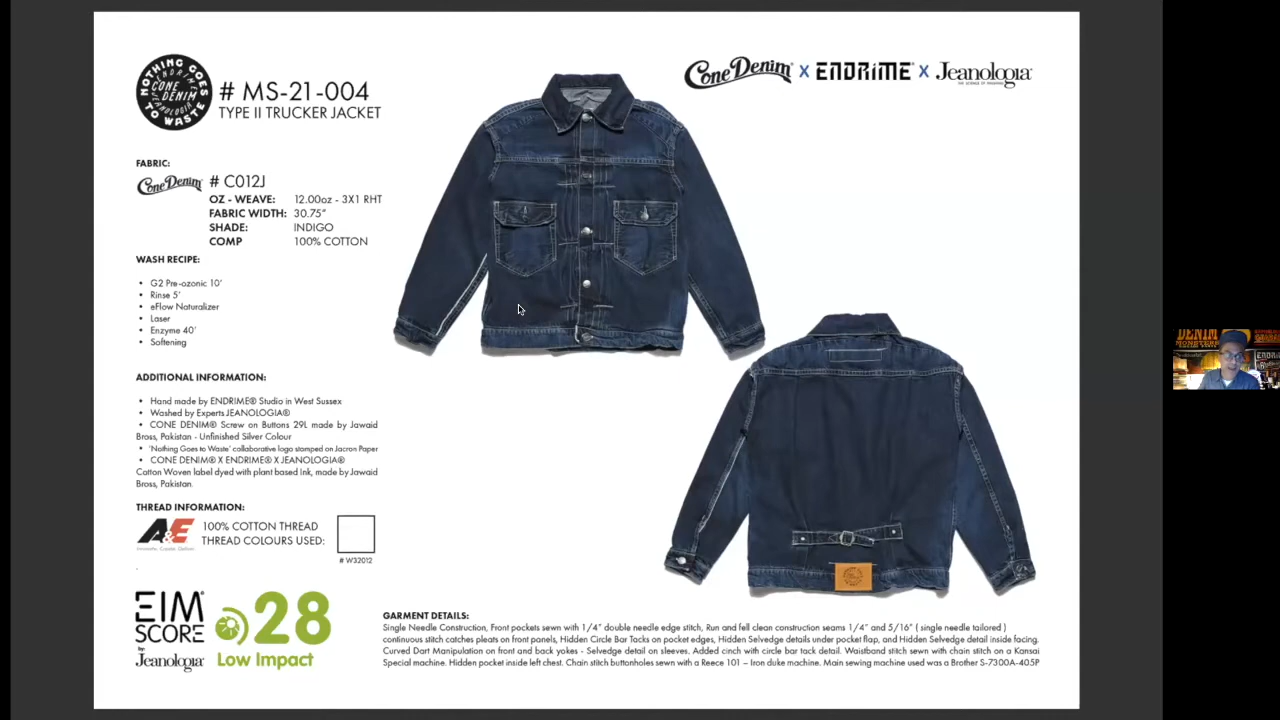 NOTHING GOES
TO WASTE
ENDRIME
CONE DENIM
JEANOLOGIA
# MS-21-004
TYPE II TRUCKER JACKET
Cone Denim X ENDRIME X Jeanologia
THE SCIENCE OF FINISHING
FABRIC:
Cone Denim # C012J
OZ - WEAVE: 12.00oz - 3X1 RHT
FABRIC WIDTH: 30.75"
SHADE: INDIGO
COMP 100% COTTON
WASH RECIPE:
• G2 Pre-ozonic 10'
• Rinse 5'
• eFlow Naturalizer
• Laser
• Enzyme 40'
• Softening
ADDITIONAL INFORMATION:
• Hand made by ENDRIME® Studio in West Sussex
• Washed by Experts JEANOLOGIA®
• CONE DENIM® Screw on Buttons 29L made by Jawaid
Bross, Pakistan - Unfinished Silver Colour
• 'Nothing Goes to Waste' collaborative logo stamped on Jacron Paper
• CONE DENIM® X ENDRIME® X JEANOLOGIA®
Cotton Woven label dyed with plant based Ink, made by Jawaid
Bross, Pakistan.
THREAD INFORMATION:
A&E 100% COTTON THREAD
THREAD COLOURS USED:
# W32012
EIM
SCORE
by
Jeanologia
28
Low Impact
GARMENT DETAILS:
Single Needle Construction, Front pockets sewn with 1/4" double needle edge stitch, Run and fell clean construction seams 1/4" and 5/16" ( single needle tailored )
continuous stitch catches pleats on front panels, Hidden Circle Bar Tacks on pocket edges, Hidden Selvedge details under pocket flap, and Hidden Selvedge detail inside facing.
Curved Dart Manipulation on front and back yokes - Selvedge detail on sleeves. Added cinch with circle bar tack detail. Waistband stitch sewn with chain stitch on a Kansai
Special machine. Hidden pocket inside left chest. Chain stitch buttonholes sewn with a Reece 101 – Iron duke machine. Main sewing machine used was a Brother S-7300A-405P
DENIM